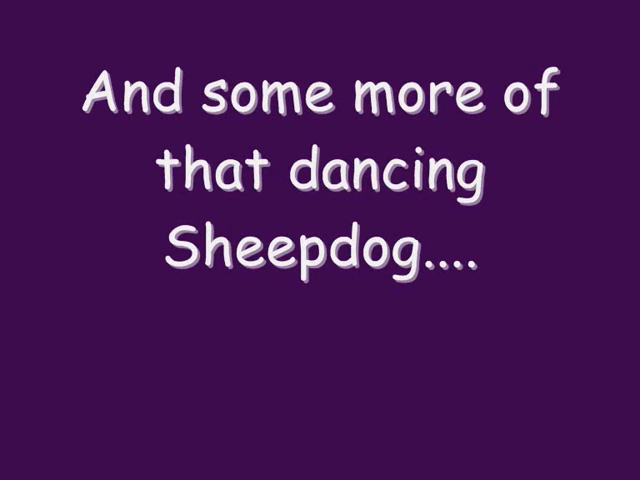 And some more of
that dancing
Sheepdog....